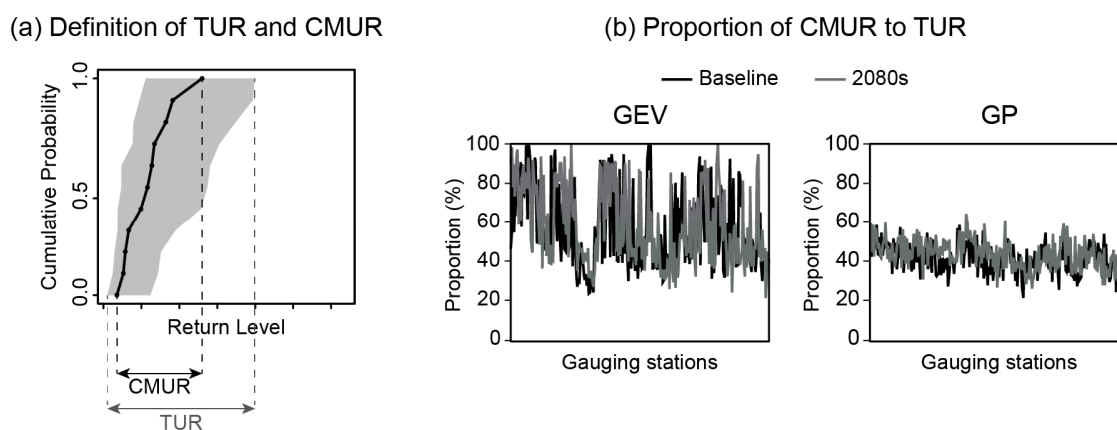 (a) Definition of TUR and CMUR
Cumulative Probability
1.0
0.5
0.0
Return Level
CMUR
TUR
(b) Proportion of CMUR to TUR
Baseline
2080s
GEV
Proportion (%)
100
80
60
40
20
0
Gauging stations
GP
Proportion (%)
100
80
60
40
20
0
Gauging stations